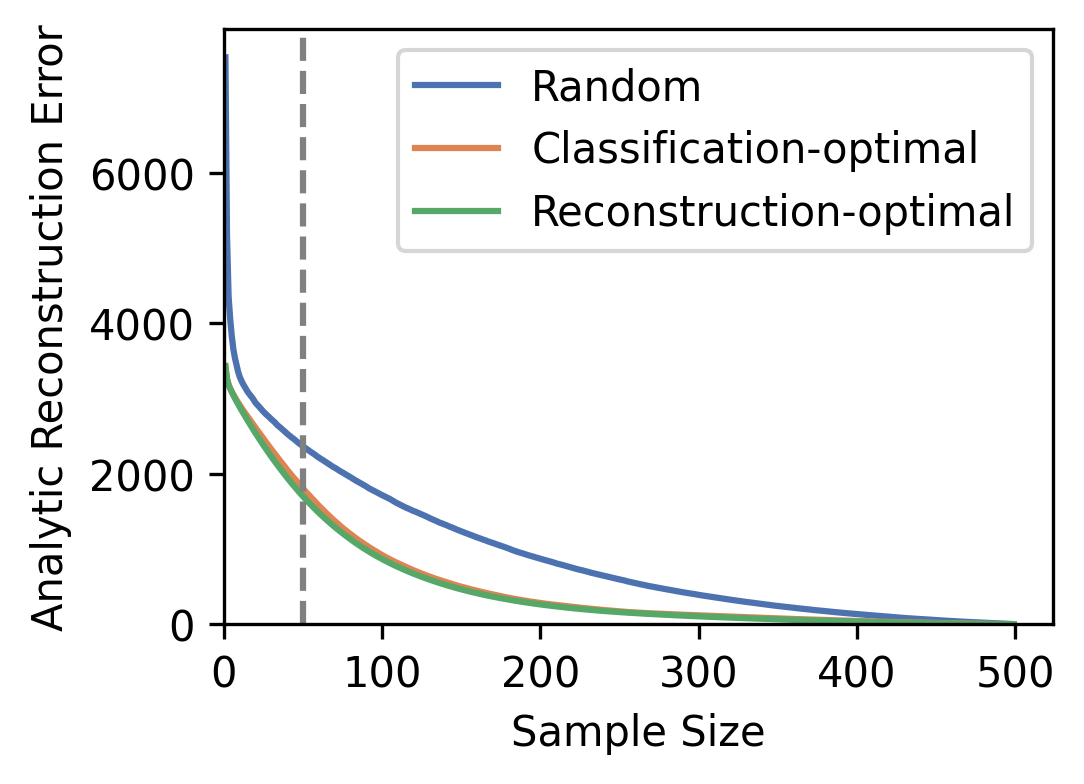 Analytic Reconstruction Error
6000
4000
2000
0
Random
Classification-optimal
Reconstruction-optimal
0 100 200 300 400 500
Sample Size